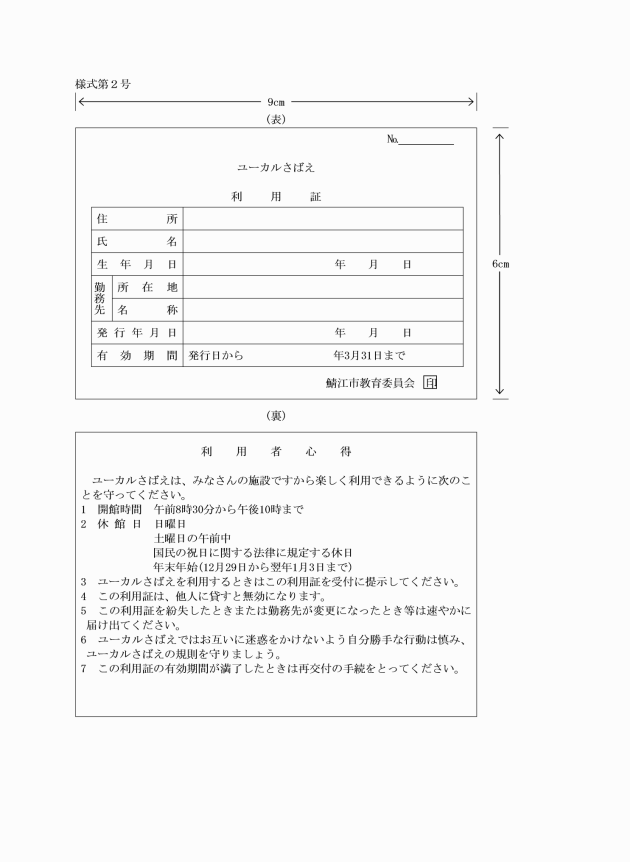 様式第２号
9cm
（表）
№
ユーカルさばえ
利　用　証
住　所
氏　名
生年月日　年　月　日
勤務先　所在地
名　称
発行年月日　年　月　日
有効期間　発行日から　年3月31日まで
鯖江市教育委員会　印
6cm
（裏）
利　用　者　心　得
ユーカルさばえは、みなさんの施設ですから楽しく利用できるように次のこ
とを守ってください。
1　開館時間　午前8時30分から午後10時まで
2　休館日　日曜日
土曜日の午前中
国民の祝日に関する法律に規定する休日
年末年始(12月29日から翌年1月3日まで)
3　ユーカルさばえを利用するときはこの利用証を受付に提示してください。
4　この利用証は、他人に貸すと無効になります。
5　この利用証を紛失したときまたは勤務先が変更になったとき等は速やかに
届け出てください。
6　ユーカルさばえではお互いに迷惑をかけないよう自分勝手な行動は慎み、
ユーカルさばえの規則を守りましょう。
7　この利用証の有効期間が満了したときは再交付の手続をとってください。